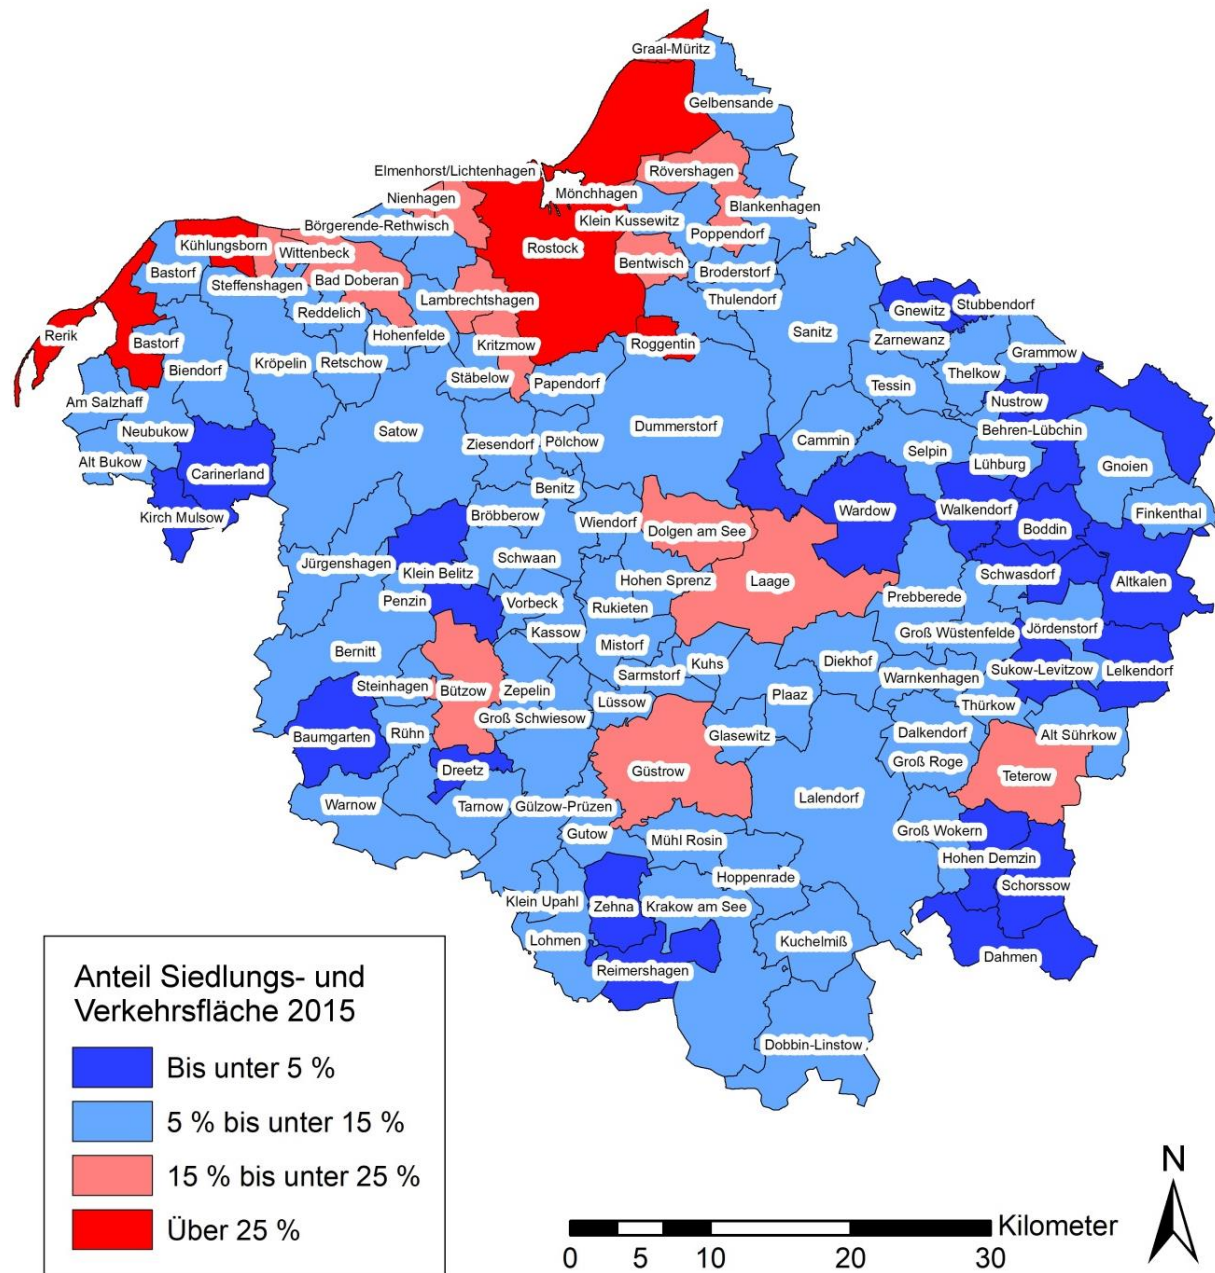 Graal-Müritz
Gelbensande
Elmenhorst/Lichtenhagen
Rövershagen
Nienhagen
Mönchhagen
Blankenhagen
Börgerende-Rethwisch
Klein Kussewitz
Poppendorf
Kühlungsborn
Wittenbeck
Rostock
Bentwisch
Bastorf
Steffenshagen
Bad Doberan
Broderstorf
Lambrechtshagen
Thulendorf
Reddelich
Gnewitz
Stubbendorf
Rerik
Bastorf
Hohenfelde
Kritzmow
Roggentin
Sanitz
Zarnewanz
Grammow
Biendorf
Kröpelin
Retschow
Stäbelow
Papendorf
Tessin
Thelkow
Am Salzhaff
Nustrow
Neubukow
Satow
Ziesendorf
Pölchow
Dummerstorf
Cammin
Behren-Lübchin
Alt Bukow
Selpin
Lühburg
Gnoien
Carinerland
Benitz
Kirch Mulsow
Bröbberow
Wiendorf
Dolgen am See
Wardow
Walkendorf
Boddin
Finkenthal
Jürgenshagen
Klein Belitz
Schwaan
Hohen Sprenz
Laage
Schwasdorf
Altkalen
Penzin
Vorbeck
Rukieten
Prebberede
Kassow
Mistorf
Groß Wüstenfelde
Jördenstorf
Bernitt
Kuhs
Diekhof
Steinhagen
Bützow
Zepelin
Sarmstorf
Plaaz
Warnkenhagen
Sukow-Levitzow
Lelkendorf
Groß Schwiesow
Lüssow
Thürkow
Baumgarten
Rühn
Glasewitz
Dalkendorf
Alt Sührkow
Dreetz
Güstrow
Groß Roge
Teterow
Warnow
Tarnow
Gülzow-Prüzen
Lalendorf
Gutow
Mühl Rosin
Groß Wokern
Hohen Demzin
Hoppenrade
Schorssow
Klein Upahl
Zehna
Krakow am See
Lohmen
Kuchelmiß
Reimershagen
Dahmen
Dobbin-Linstow
Anteil Siedlungs- und
Verkehrsfläche 2015
Bis unter 5 %
5 % bis unter 15 %
15 % bis unter 25 %
Über 25 %
N
Kilometer
0 5 10 20 30